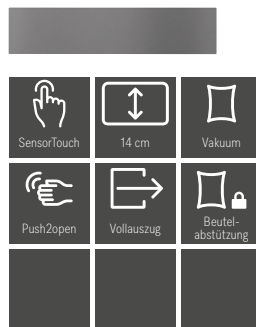 SensorTouch
14 cm
Vakuum
Push2open
Vollauszug
Beutel-
abstützung